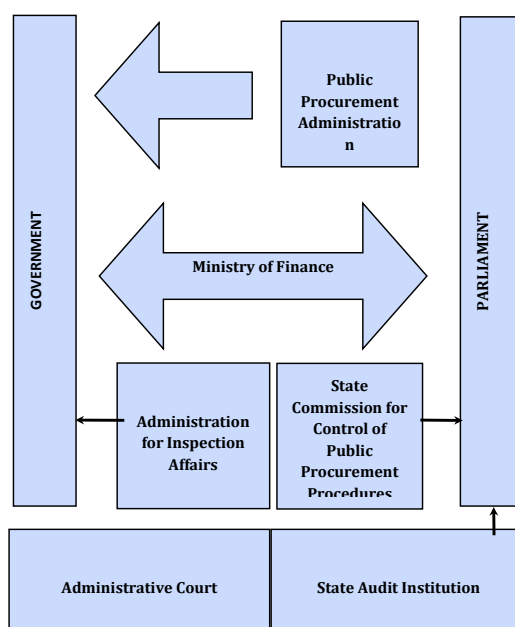 Public
Procurement
Administratio
n
GOVERNMENT
PARLIAMENT
Ministry of Finance
Administration
for Inspection
Affairs
State
Commission for
Control of
Public
Procurement
Procedures
Administrative Court
State Audit Institution